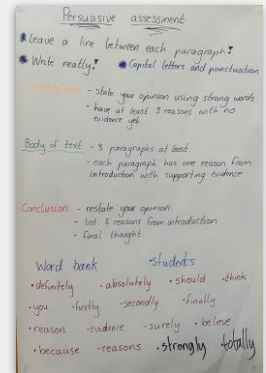 Persuasive assessment
* Leave a line between each paragraph!
* Write neatly! * Capital letters and punctuation
Introduction - state your opinion using strong words
- have at least 3 reasons with no
evidence yet
Body of text - 3 paragraphs at least
- each paragraph has one reason from
introduction with supporting evidence
Conclusion - restate your opinion.
- list 3 reasons from introduction
- final thought.
Word bank *Students
• definitely • absolutely • should • think
• you • firstly • secondly • finally
• reason • evidence • surely • believe
• because • reasons • strongly • totally